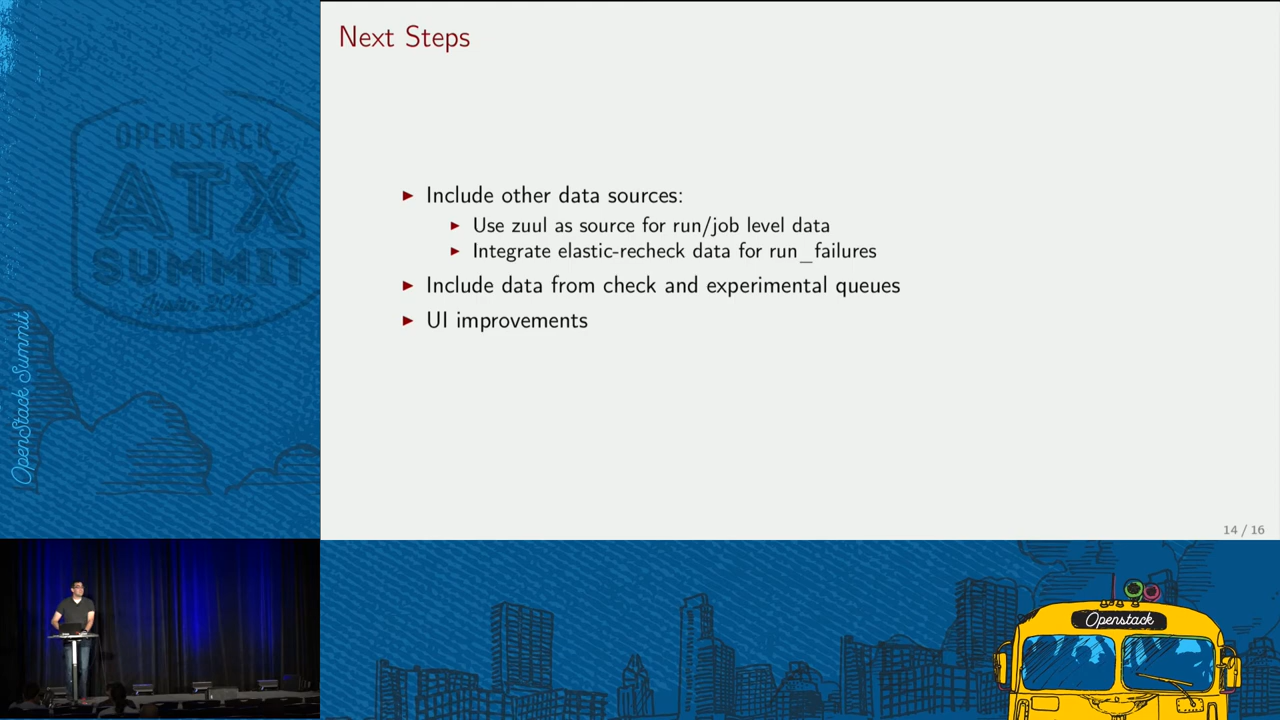 Next Steps
▶ Include other data sources:
▶ Use zuul as source for run/job level data
▶ Integrate elastic-recheck data for run_failures
▶ Include data from check and experimental queues
▶ UI improvements
14 / 16
OPENSTACK
ATX
SUMMIT
OpenStack Summit
Openstack